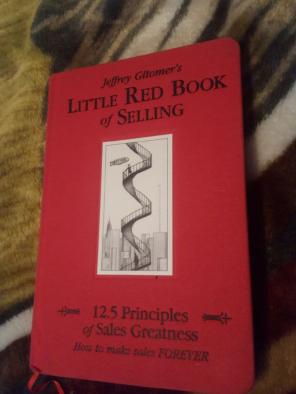 Jeffrey Gitomer's
LITTLE RED BOOK
of SELLING
12.5 Principles
of Sales Greatness
How to make sales FOREVER